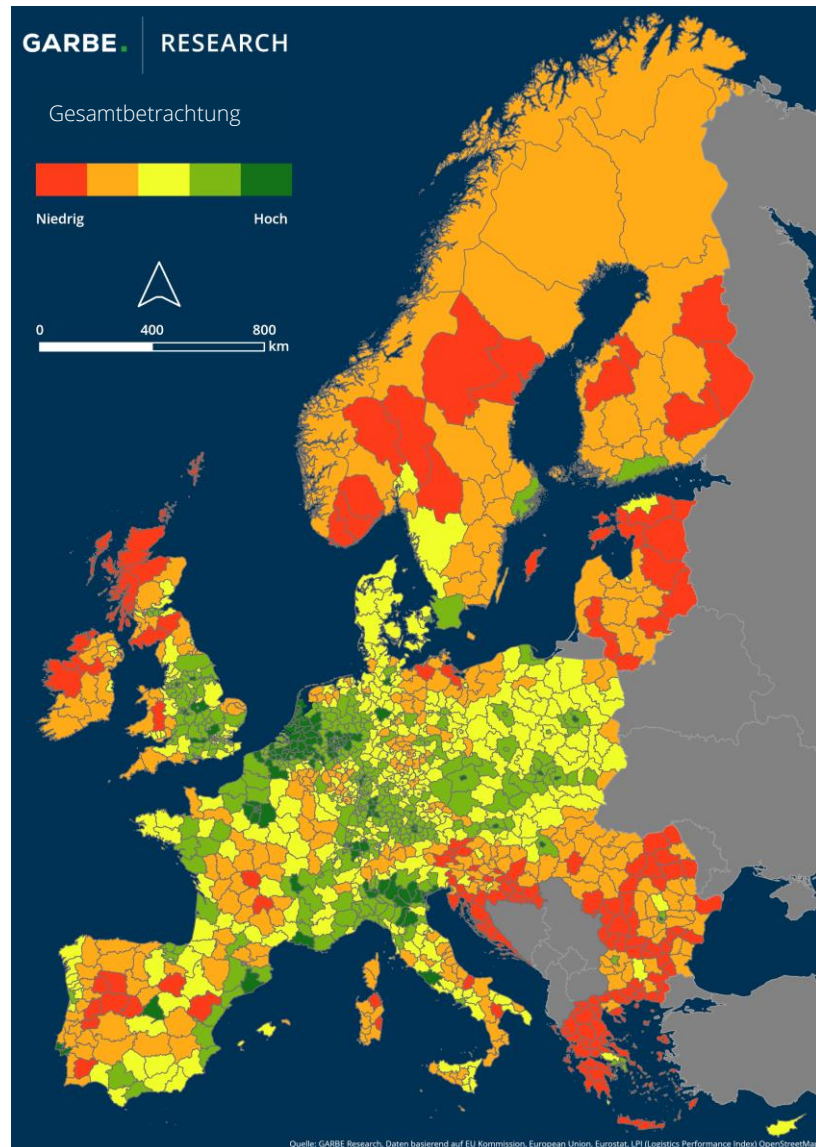 GARBE. RESEARCH
Gesamtbetrachtung
Niedrig Hoch
0 400 800
km
Quelle: GARBE Research, Daten basierend auf EU Kommission, European Union, Eurostat, LPI (Logistics Performance Index) OpenStreetMap